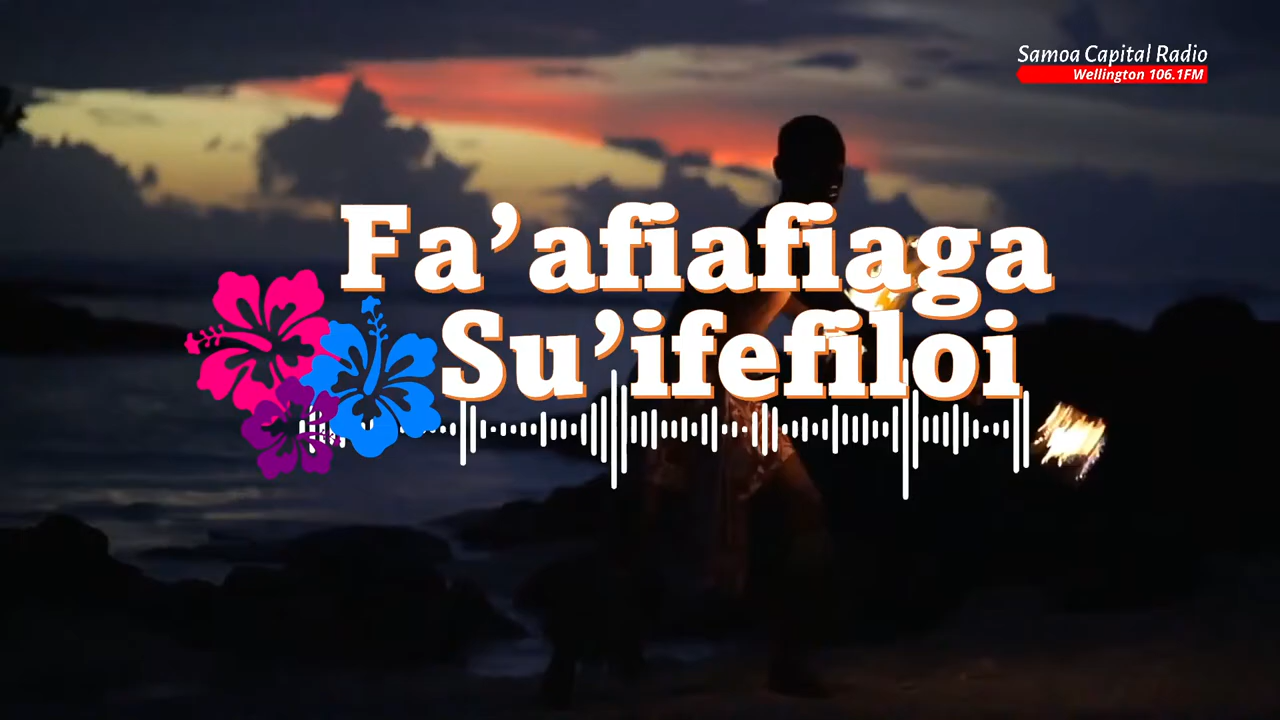 Samoa Capital Radio
Wellington 106.1FM
Fa’afiafiaga
Su’ifefiloi